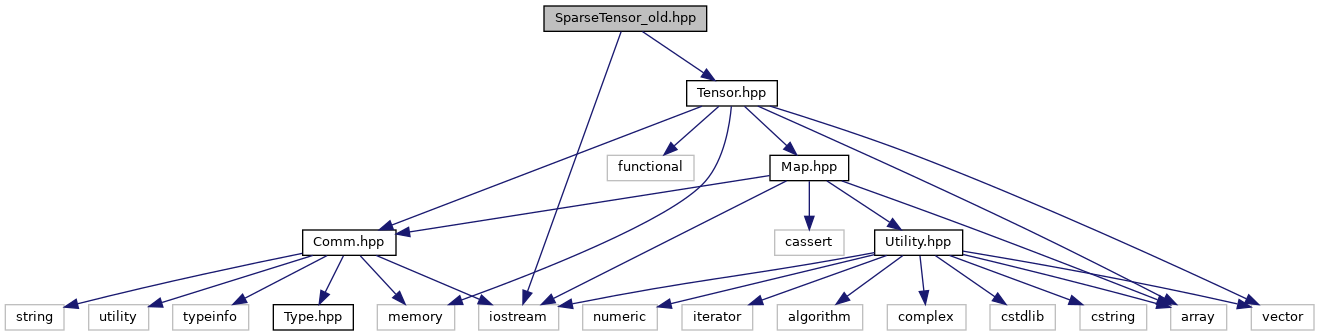 SparseTensor_old.hpp
Tensor.hpp
functional
Map.hpp
Comm.hpp
cassert
Utility.hpp
string
utility
typeinfo
Type.hpp
memory
iostream
numeric
iterator
algorithm
complex
cstdlib
cstring
array
vector